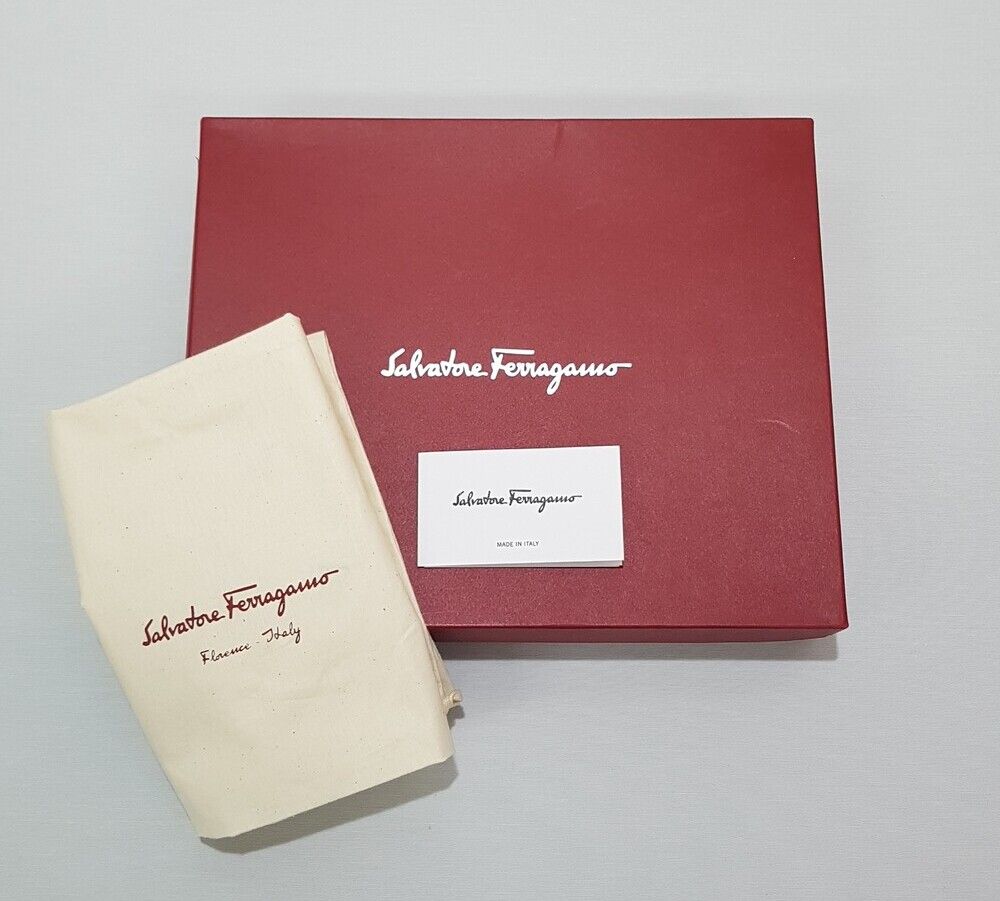 Salvatore Ferragamo
Salvatore Ferragamo
MADE IN ITALY
Salvatore Ferragamo
Florence - Italy